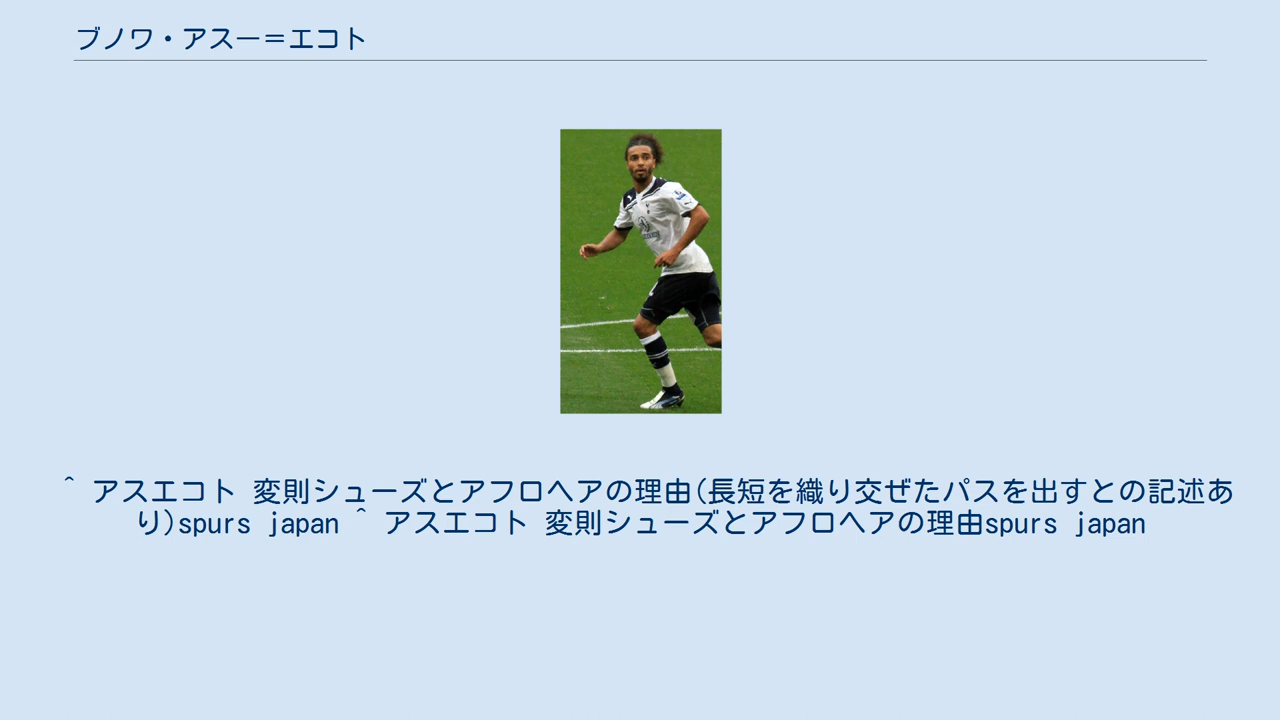 ブノワ・アスー＝エコト
^ アスエコト 変則シューズとアフロヘアの理由(長短を織り交ぜたパスを出すとの記述あ
り)spurs japan ^ アスエコト 変則シューズとアフロヘアの理由spurs japan